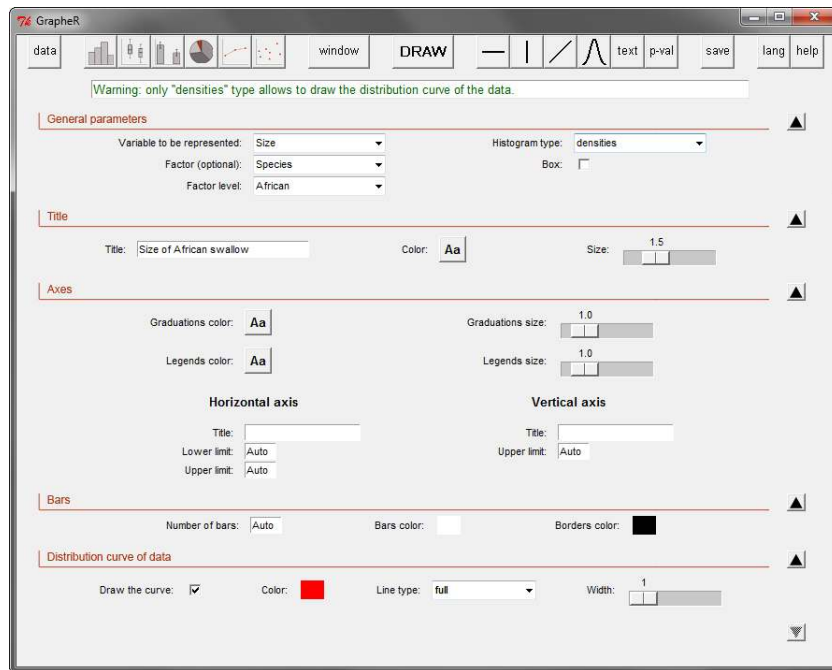 GrapheR
data window DRAW text p-val save lang help
Warning: only "densities" type allows to draw the distribution curve of the data.
General parameters
Variable to be represented: Size Histogram type: densities
Factor (optional): Species Box:
Factor level: African
Title
Title: Size of African swallow Color: Aa Size: 1.5
Axes
Graduations color: Aa Graduations size: 1.0
Legends color: Aa Legends size: 1.0
Horizontal axis Vertical axis
Title: Title:
Lower limit: Auto Upper limit: Auto
Upper limit: Auto
Bars
Number of bars: Auto Bars color: Borders color:
Distribution curve of data
Draw the curve: Color: Line type: full Width: 1